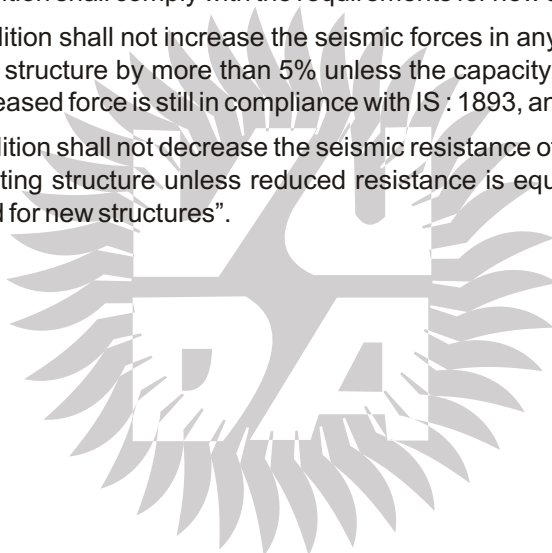 ition shall comply with the requirements for new
dition shall not increase the seismic forces in any
structure by more than 5% unless the capacity
eased force is still in compliance with IS : 1893, an
dition shall not decrease the seismic resistance of
ting structure unless reduced resistance is equ
d for new structures”.